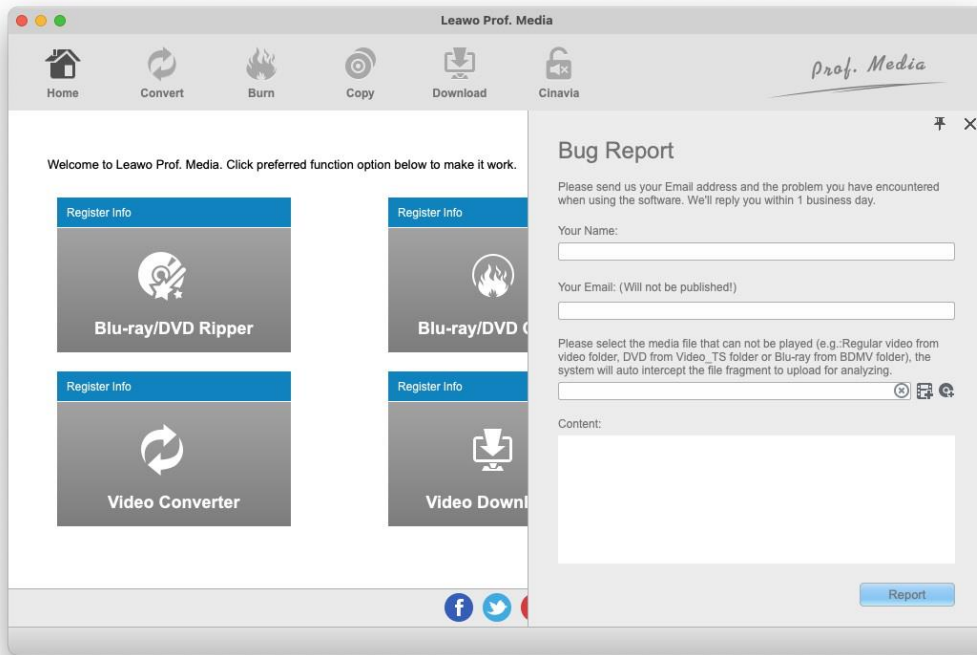 Leawo Prof. Media
Home
Convert
Burn
Copy
Download
Cinavia
Prof. Media
Welcome to Leawo Prof. Media. Click preferred function option below to make it work.
Register Info
Blu-ray/DVD Ripper
Register Info
Blu-ray/DVD
Register Info
Video Converter
Register Info
Video Downl
Bug Report
Please send us your Email address and the problem you have encountered
when using the software. We'll reply you within 1 business day.
Your Name:
Your Email: (Will not be published!)
Please select the media file that can not be played (e.g.:Regular video from
video folder, DVD from Video_TS folder or Blu-ray from BDMV folder), the
system will auto intercept the file fragment to upload for analyzing.
Content:
Report